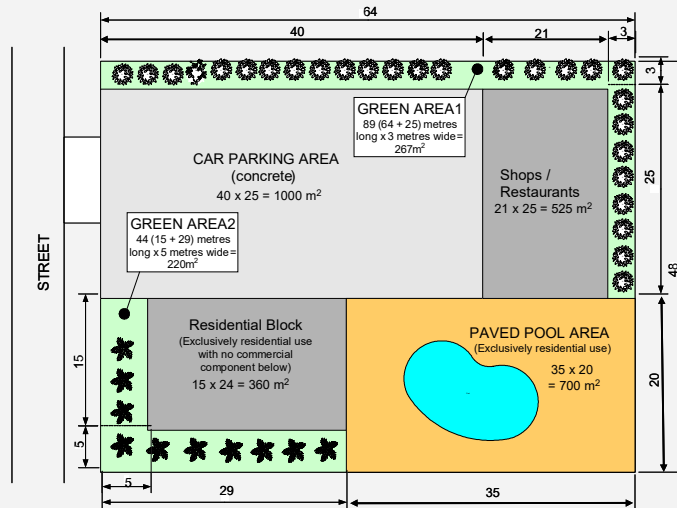 64
40
21
3
3
GREEN AREA1
89 (64 + 25) metres
long x 3 metres wide=
267m²
CAR PARKING AREA
(concrete)
40 x 25 = 1000 m²
Shops /
Restaurants
21 x 25 = 525 m²
25
48
STREET
GREEN AREA2
44 (15 + 29) metres
long x 5 metres wide=
220m²
Residential Block
(Exclusively residential use
with no commercial
component below)
15 x 24 = 360 m²
PAVED POOL AREA
(Exclusively residential use)
35 x 20
= 700 m²
15
20
5
5
29
35